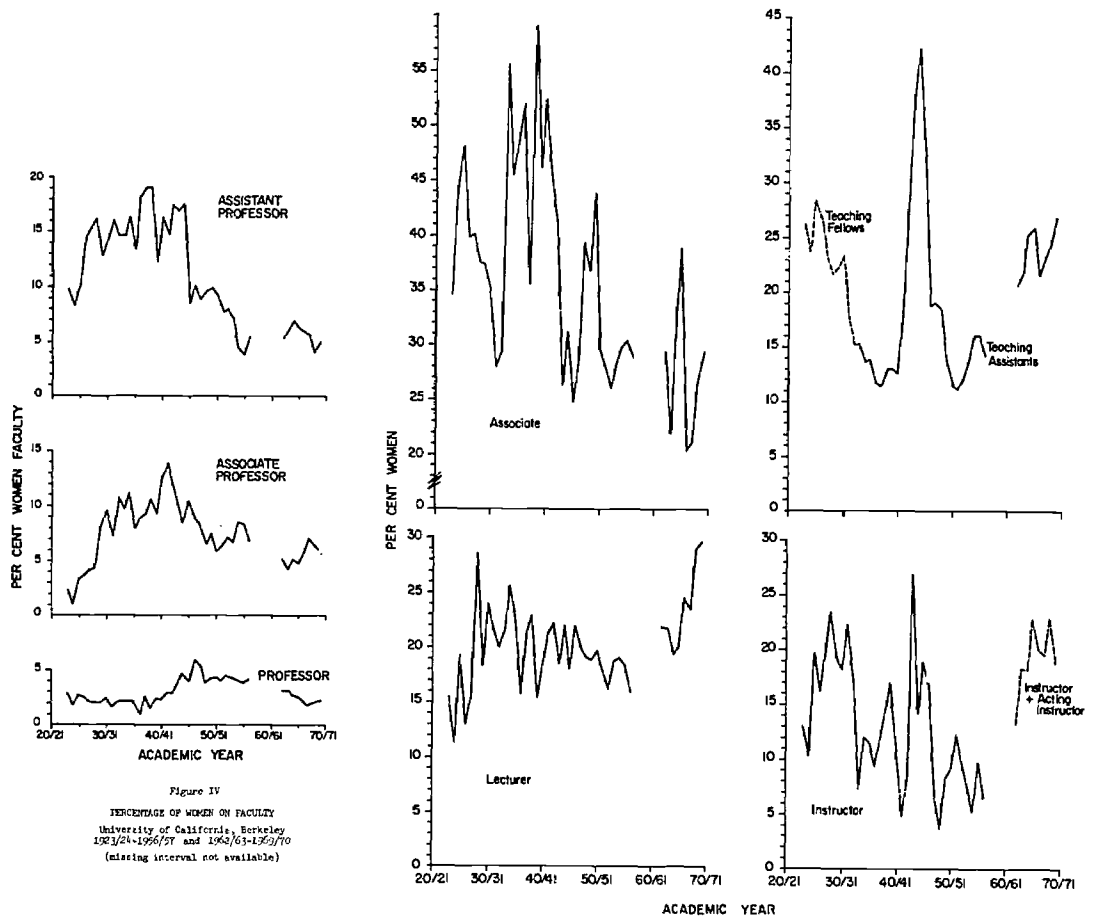 20
15
10
5
0
ASSISTANT
PROFESSOR
15
10
5
0
ASSOCIATE
PROFESSOR
5
0
PROFESSOR
PER CENT WOMEN FACULTY
20/21 30/31 40/41 50/51 60/61 70/71
ACADEMIC YEAR
Figure IV
PERCENTAGE OF WOMEN ON FACULTY
University of California, Berkeley
1923/24-1956/57 and 1962/63-1969/70
(missing interval not available)
55
50
45
40
35
30
25
20
0
Associate
PER CENT WOMEN
30
25
20
15
10
5
0
Lecturer
20/21 30/31 40/41 50/51 60/61 70/71
45
40
35
30
25
20
15
10
5
0
Teaching
Fellows
Teaching
Assistants
30
25
20
15
10
5
0
Instructor
+ Acting
Instructor
Instructor
20/21 30/31 40/41 50/51 60/61 70/71
ACADEMIC YEAR